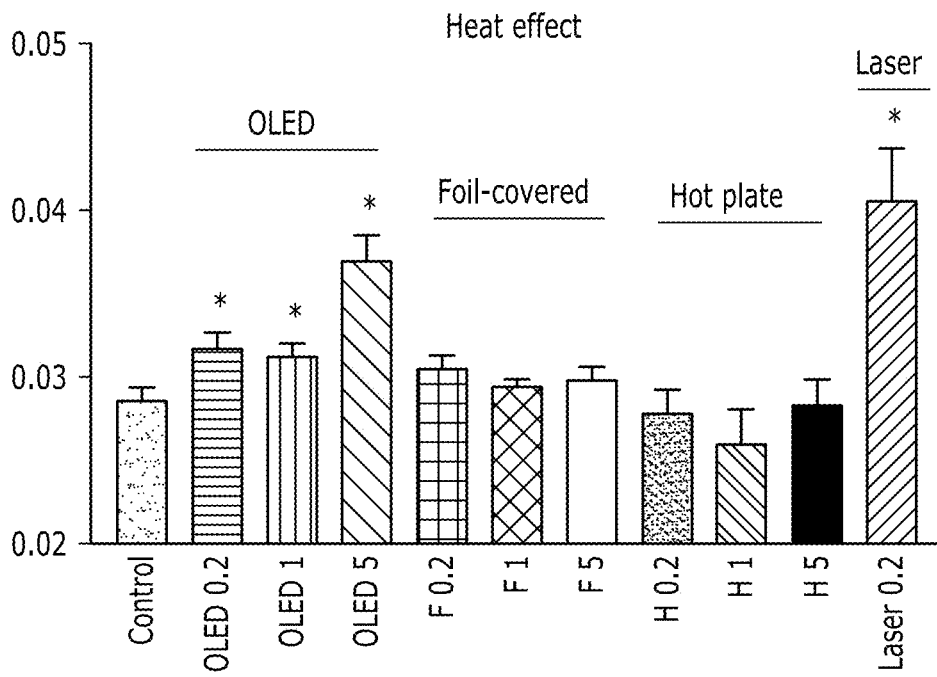 Heat effect
0.05
0.04
0.03
0.02
OLED
*
*
*
Foil-covered
Hot plate
Laser
*
Control
OLED 0.2
OLED 1
OLED 5
F 0.2
F 1
F 5
H 0.2
H 1
H 5
Laser 0.2